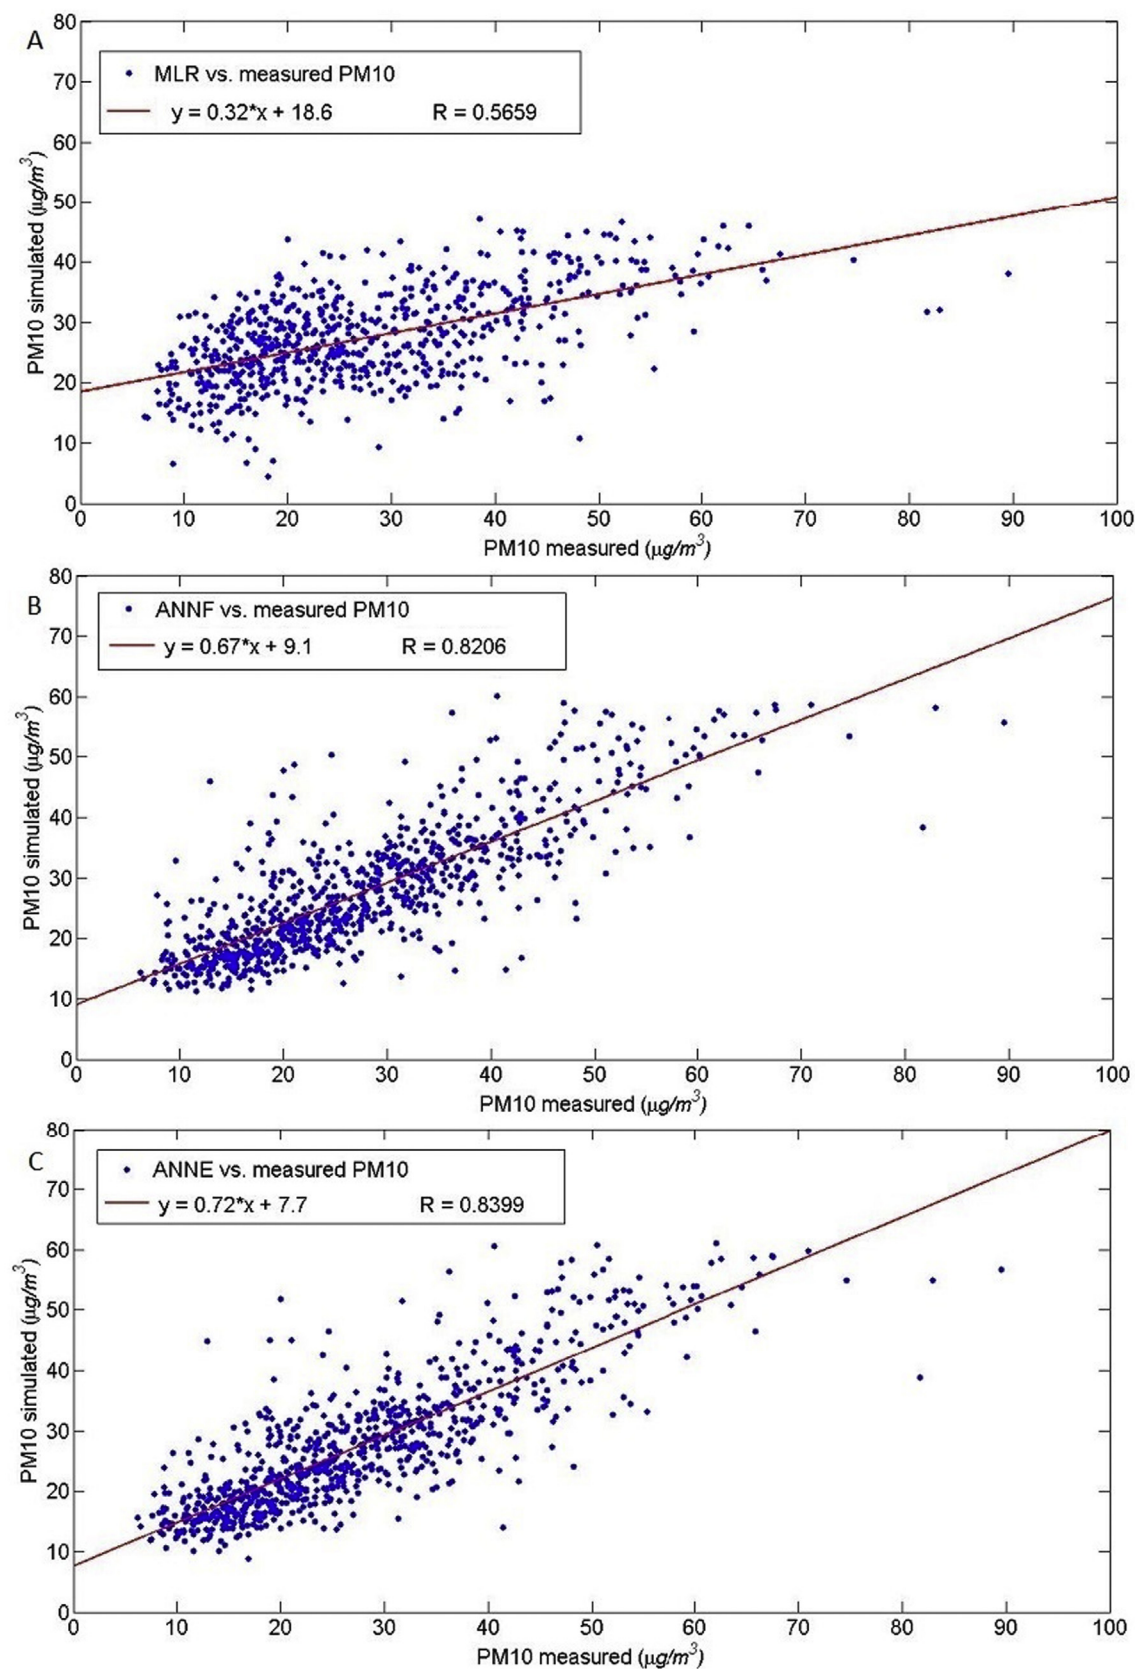 A
MLR vs. measured PM10
y = 0.32*x + 18.6 R = 0.5659
80
70
60
50
40
30
20
10
0
PM10 simulated (μg/m³)
0 10 20 30 40 50 60 70 80 90 100
PM10 measured (μg/m³)
B
ANNF vs. measured PM10
y = 0.67*x + 9.1 R = 0.8206
80
70
60
50
40
30
20
10
0
PM10 simulated (μg/m³)
0 10 20 30 40 50 60 70 80 90 100
PM10 measured (μg/m³)
C
ANNE vs. measured PM10
y = 0.72*x + 7.7 R = 0.8399
80
70
60
50
40
30
20
10
0
PM10 simulated (μg/m³)
0 10 20 30 40 50 60 70 80 90 100
PM10 measured (μg/m³)